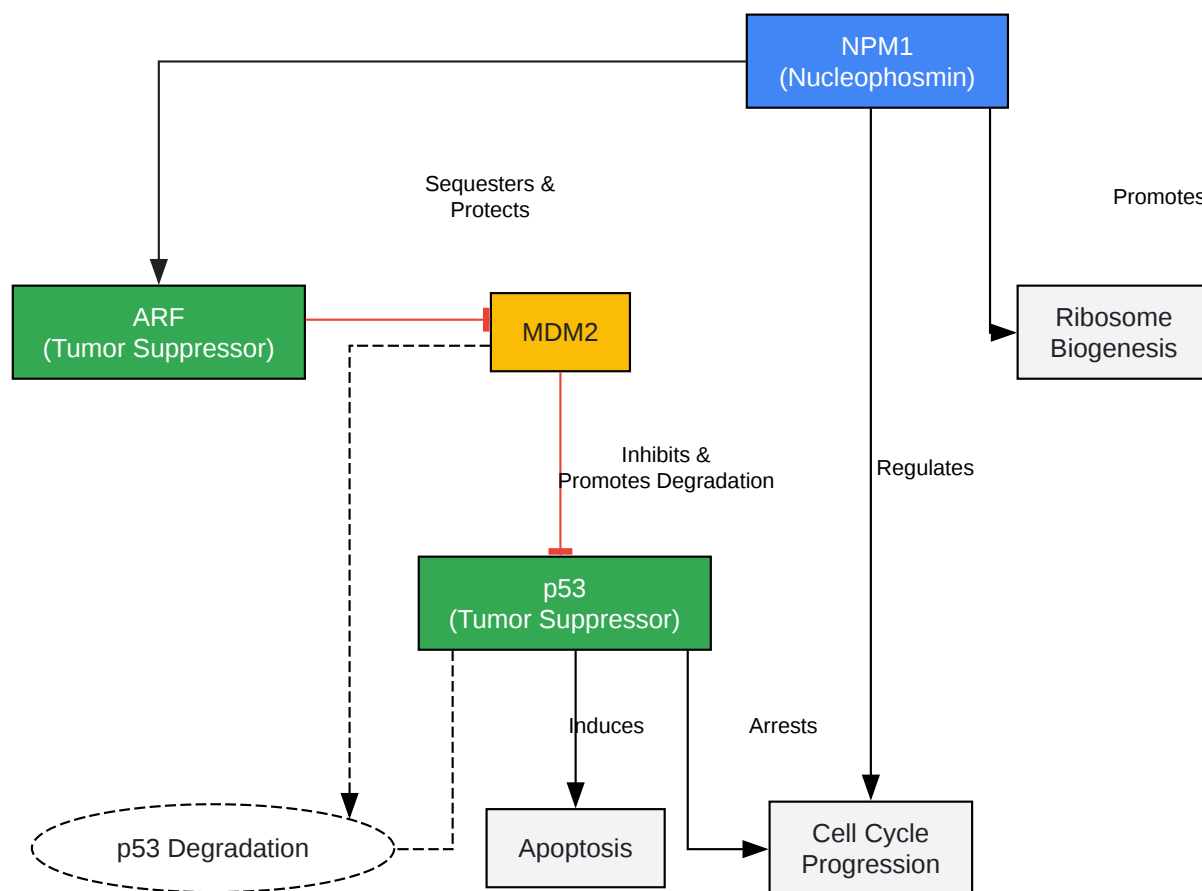 NPM1
(Nucleophosmin)
Sequesters &
Protects
Promotes
ARF
(Tumor Suppressor)
MDM2
Ribosome
Biogenesis
Inhibits &
Promotes Degradation
Regulates
p53
(Tumor Suppressor)
Induces
Arrests
p53 Degradation
Apoptosis
Cell Cycle
Progression